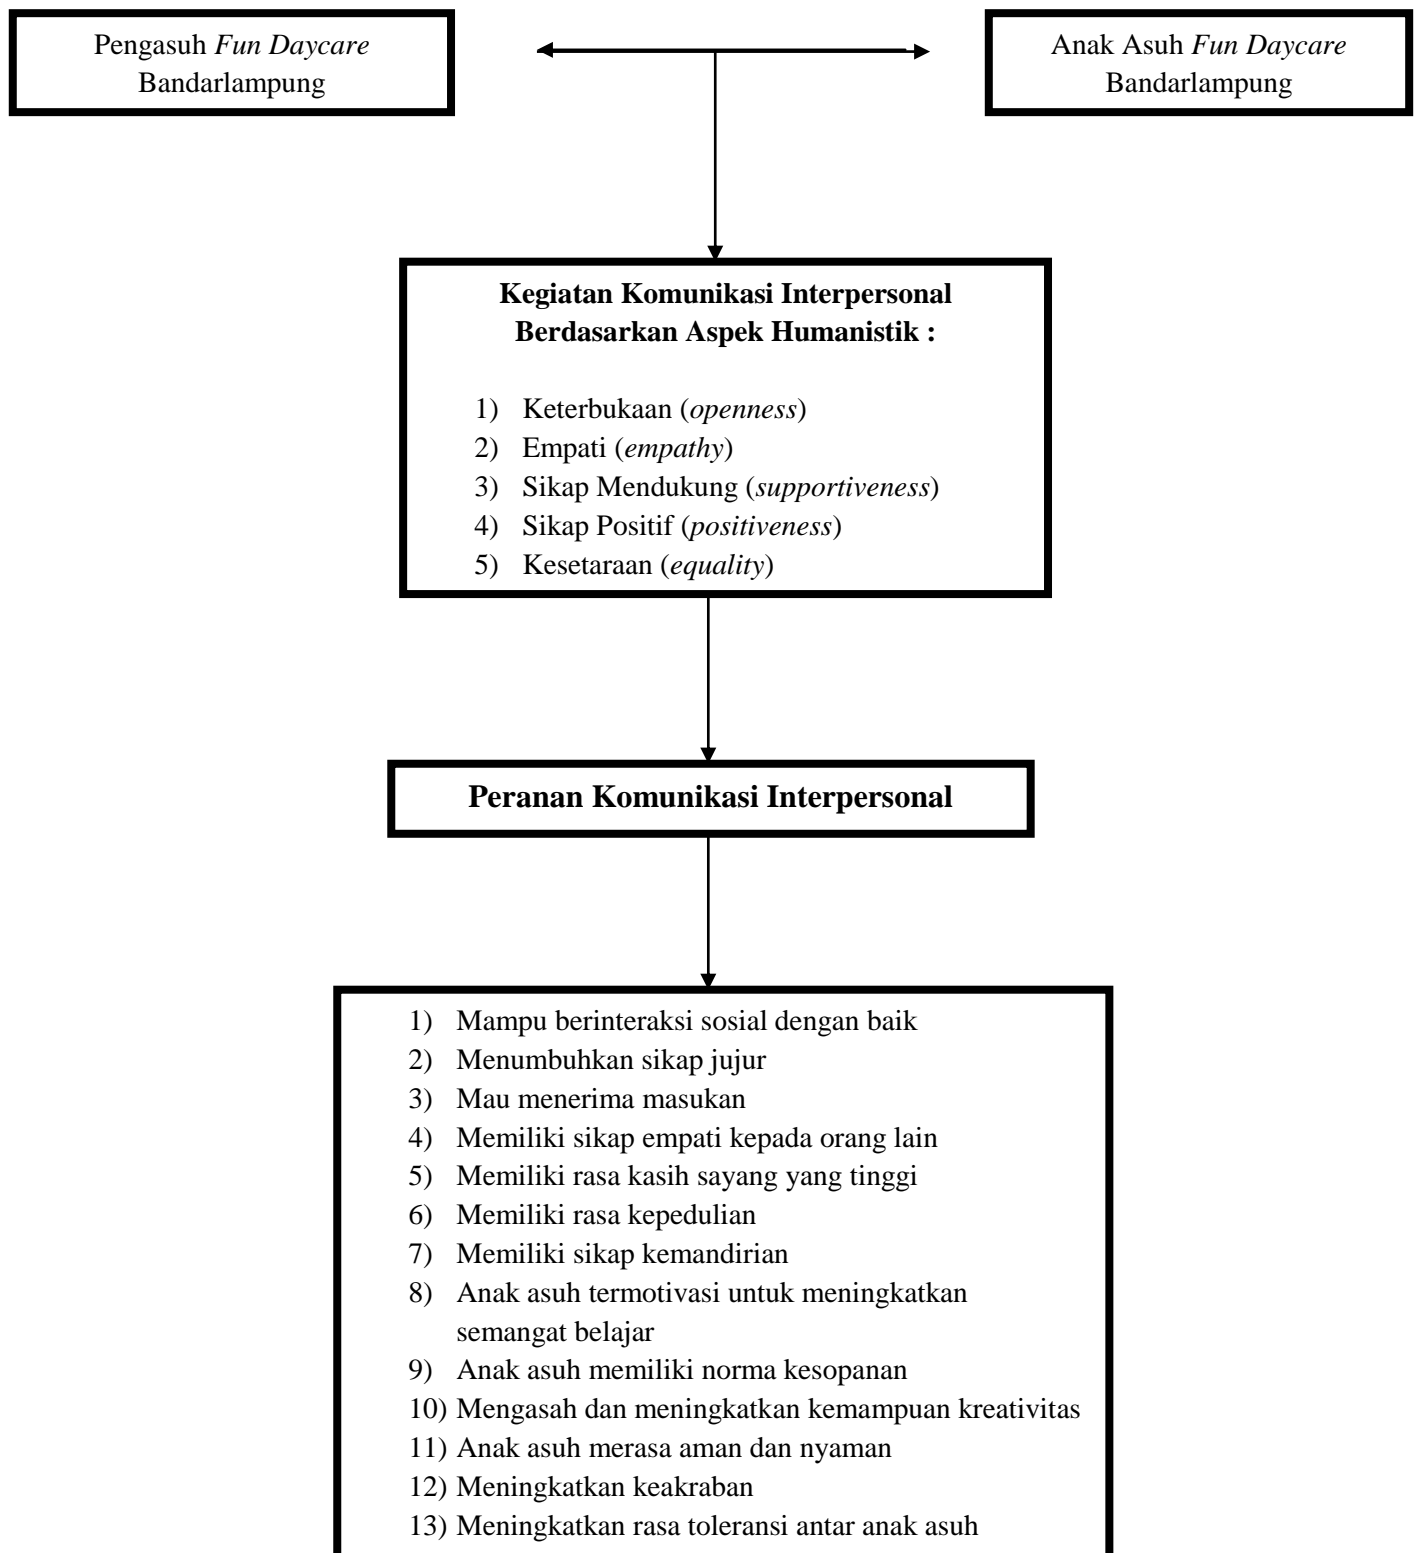 Pengasuh Fun Daycare
Bandarlampung
Anak Asuh Fun Daycare
Bandarlampung
Kegiatan Komunikasi Interpersonal
Berdasarkan Aspek Humanistik :
1) Keterbukaan (openness)
2) Empati (empathy)
3) Sikap Mendukung (supportiveness)
4) Sikap Positif (positiveness)
5) Kesetaraan (equality)
Peranan Komunikasi Interpersonal
1) Mampu berinteraksi sosial dengan baik
2) Menumbuhkan sikap jujur
3) Mau menerima masukan
4) Memiliki sikap empati kepada orang lain
5) Memiliki rasa kasih sayang yang tinggi
6) Memiliki rasa kepedulian
7) Memiliki sikap kemandirian
8) Anak asuh termotivasi untuk meningkatkan
semangat belajar
9) Anak asuh memiliki norma kesopanan
10) Mengasah dan meningkatkan kemampuan kreativitas
11) Anak asuh merasa aman dan nyaman
12) Meningkatkan keakraban
13) Meningkatkan rasa toleransi antar anak asuh